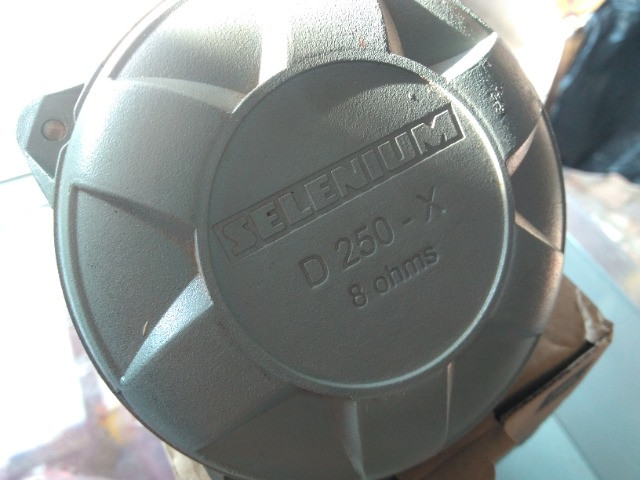 SELENIUM
D 250 - X
8 ohms